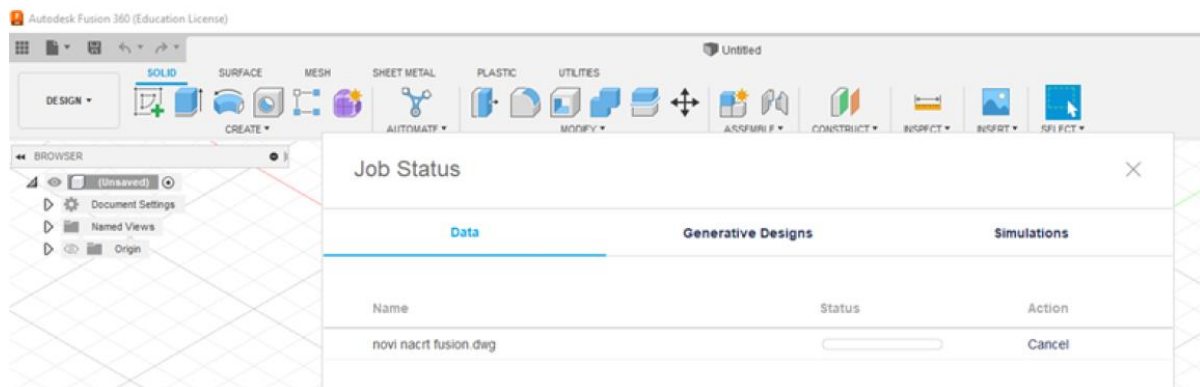 Autodesk Fusion 360 (Education License)
Untitled
SOLID SURFACE MESH SHEET METAL PLASTIC UTILITIES
DESIGN
CREATE AUTOMATE MODIFY ASSEMBLE CONSTRUCT INSPECT INSERT SELECT
BROWSER
(Unsaved)
Document Settings
Named Views
Origin
Job Status
Data Generative Designs Simulations
Name Status Action
novi nacrt fusion.dwg Cancel